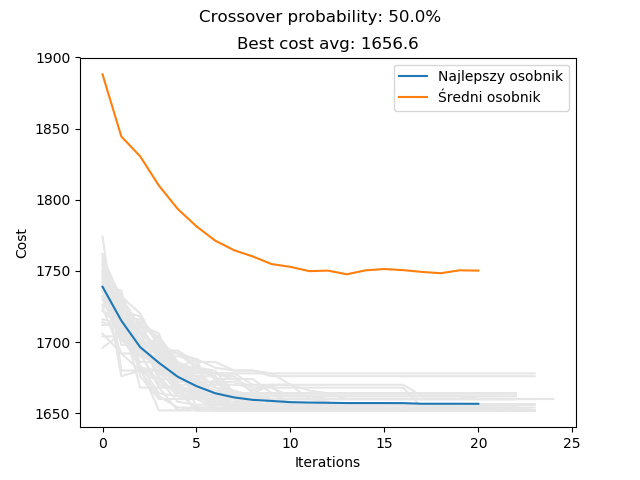 Crossover probability: 50.0%
Best cost avg: 1656.6
1900
1850
1800
1750
1700
1650
Cost
Najlepszy osobnik
Średni osobnik
0
5
10
15
20
25
Iterations